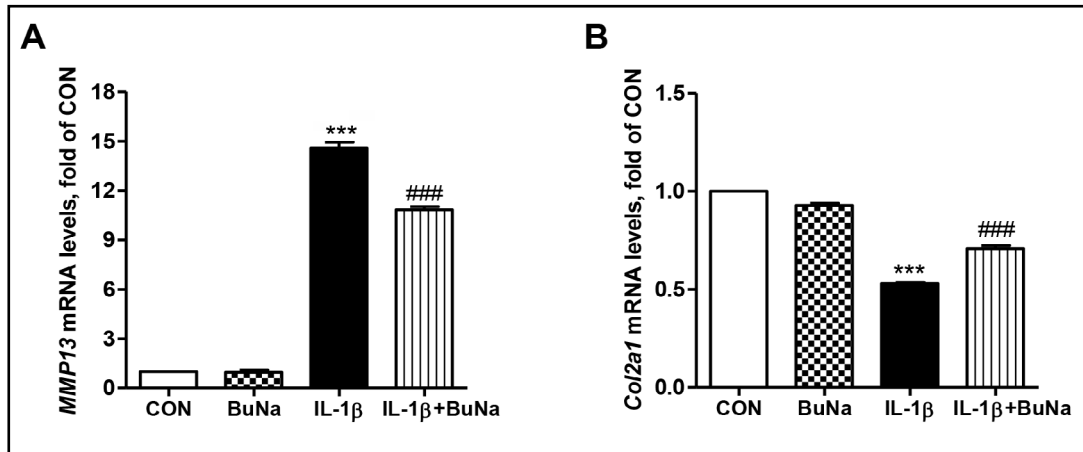 A
MMP13 mRNA levels, fold of CON
18
15
12
9
6
3
0
***
###
CON BuNa IL-1β IL-1β+BuNa
B
Col2a1 mRNA levels, fold of CON
1.5
1.0
0.5
0.0
***
###
CON BuNa IL-1β IL-1β+BuNa